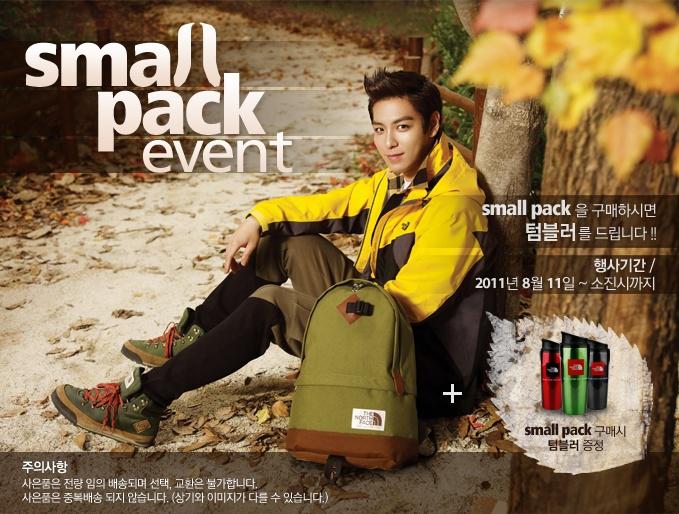 small
pack
event
small pack 을 구매하시면
텀블러를 드립니다 !!
행사기간 /
2011년 8월 11일 ~ 소진시까지
THE
NORTH
FACE
+
small pack 구매시
텀블러 증정
주의사항
사은품은 전량 임의 배송되며 선택, 교환은 불가합니다.
사은품은 중복배송 되지 않습니다. (상기와 이미지가 다를 수 있습니다.)